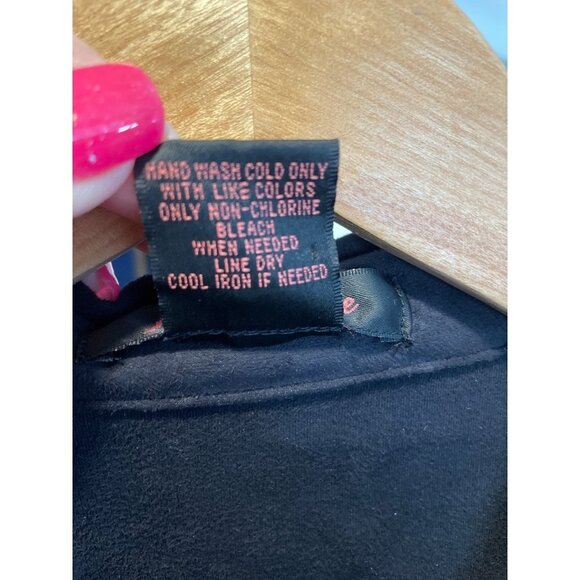 HAND WASH COLD ONLY
WITH LIKE COLORS
ONLY NON-CHLORINE
BLEACH
WHEN NEEDED
LINE DRY
COOL IRON IF NEEDED
e